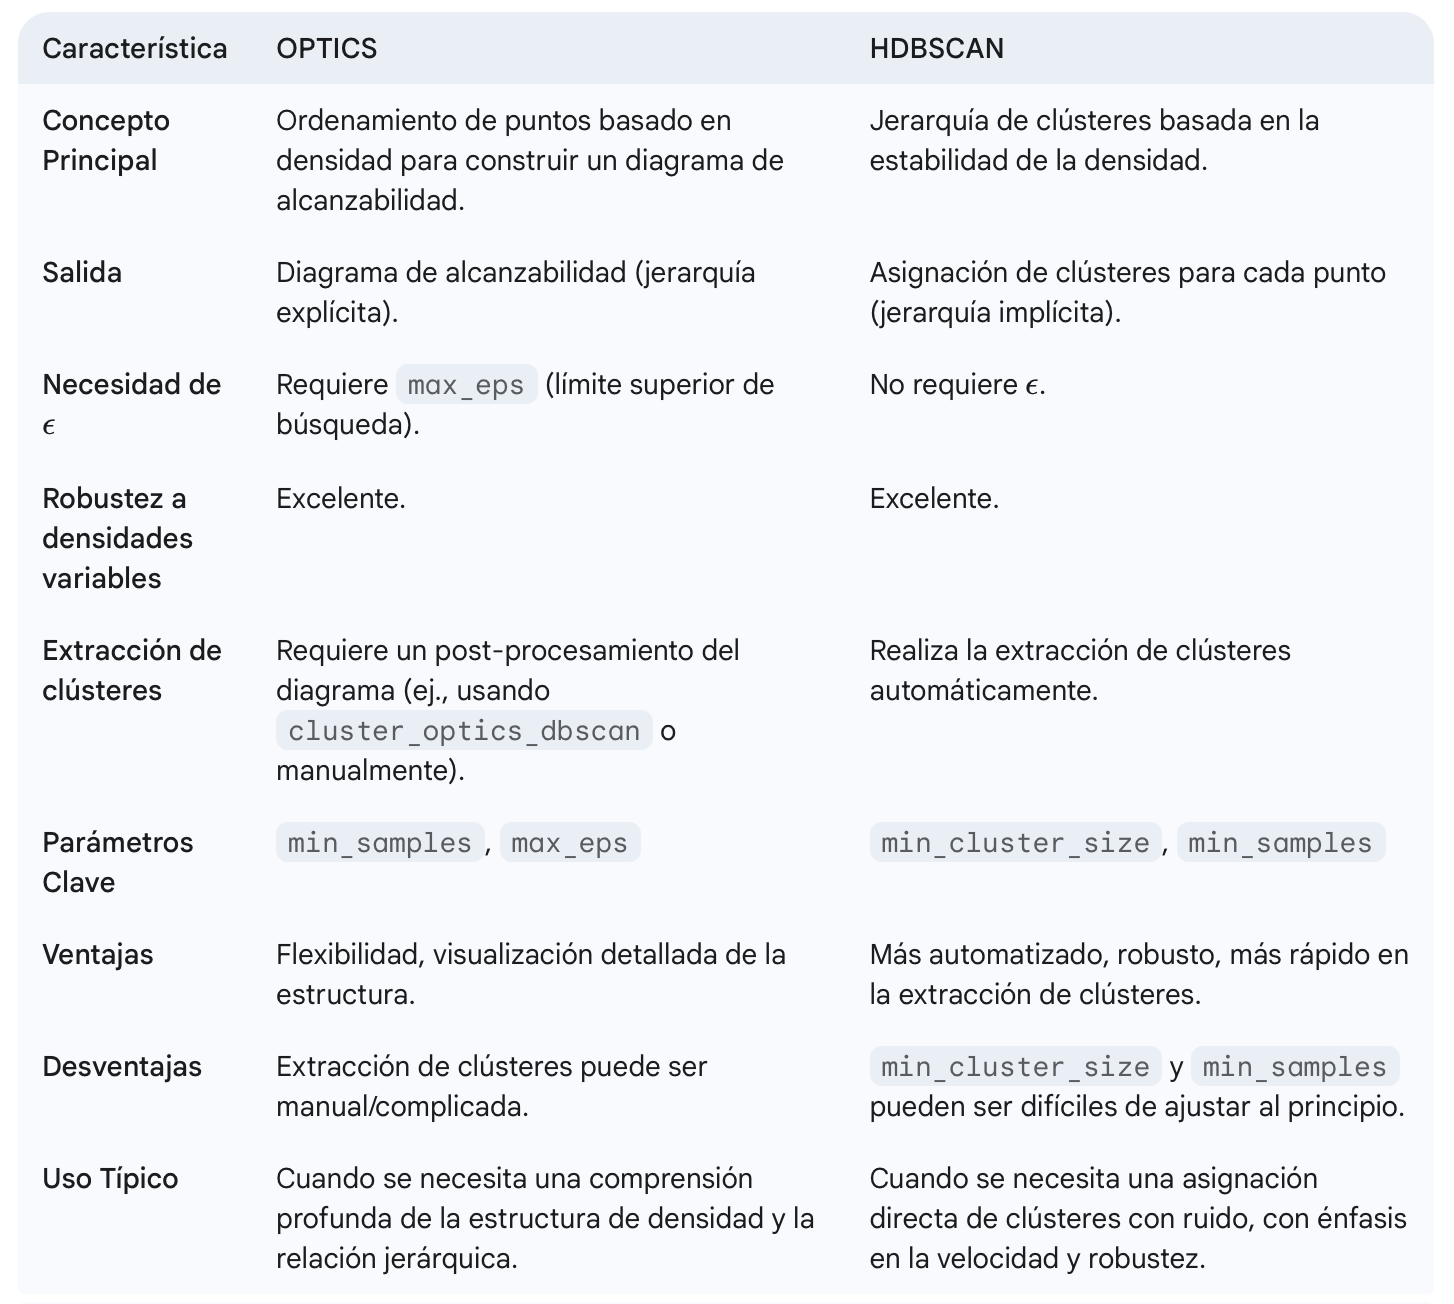 Característica OPTICS HDBSCAN
Concepto Ordenamiento de puntos basado en Jerarquía de clústeres basada en la
Principal densidad para construir un diagrama de estabilidad de la densidad.
alcanzabilidad.
Salida Diagrama de alcanzabilidad (jerarquía Asignación de clústeres para cada punto
explícita). (jerarquía implícita).
Necesidad de Requiere max_eps (límite superior de No requiere ϵ.
ϵ búsqueda).
Robustez a Excelente. Excelente.
densidades
variables
Extracción de Requiere un post-procesamiento del Realiza la extracción de clústeres
clústeres diagrama (ej., usando automáticamente.
cluster_optics_dbscan o
manualmente).
Parámetros min_samples, max_eps min_cluster_size, min_samples
Clave
Ventajas Flexibilidad, visualización detallada de la Más automatizado, robusto, más rápido en
estructura. la extracción de clústeres.
Desventajas Extracción de clústeres puede ser min_cluster_size y min_samples
manual/complicada. pueden ser difíciles de ajustar al principio.
Uso Típico Cuando se necesita una comprensión Cuando se necesita una asignación
profunda de la estructura de densidad y la directa de clústeres con ruido, con énfasis
relación jerárquica. en la velocidad y robustez.